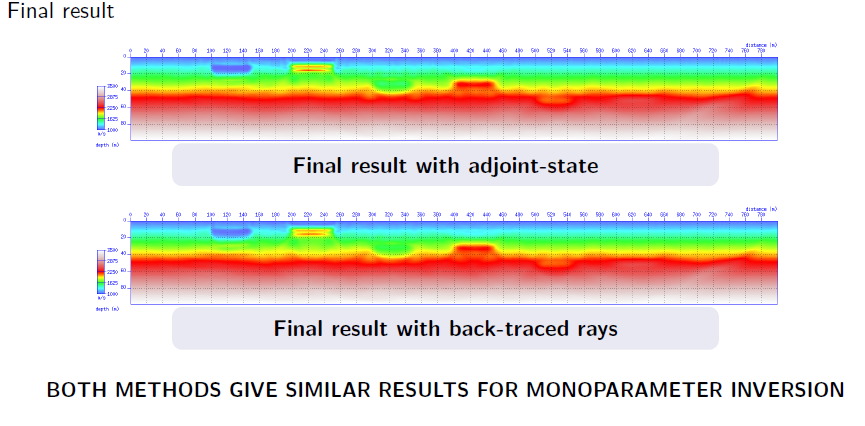 Final result
distance (m)
0 20 40 60 80 100 120 140 160 180 200 220 240 260 280 300 320 340 360 380 400 420 440 460 480 500 520 540 560 580 600 620 640 660 680 700 720 740 760 780
0
20
40
60
80
2500
2875
2250
1625
1000
m/s
depth (m)
Final result with adjoint-state
distance (m)
0 20 40 60 80 100 120 140 160 180 200 220 240 260 280 300 320 340 360 380 400 420 440 460 480 500 520 540 560 580 600 620 640 660 680 700 720 740 760 780
0
20
40
60
80
2875
2250
1625
1000
m/s
depth (m)
Final result with back-traced rays
BOTH METHODS GIVE SIMILAR RESULTS FOR MONOPARAMETER INVERSION